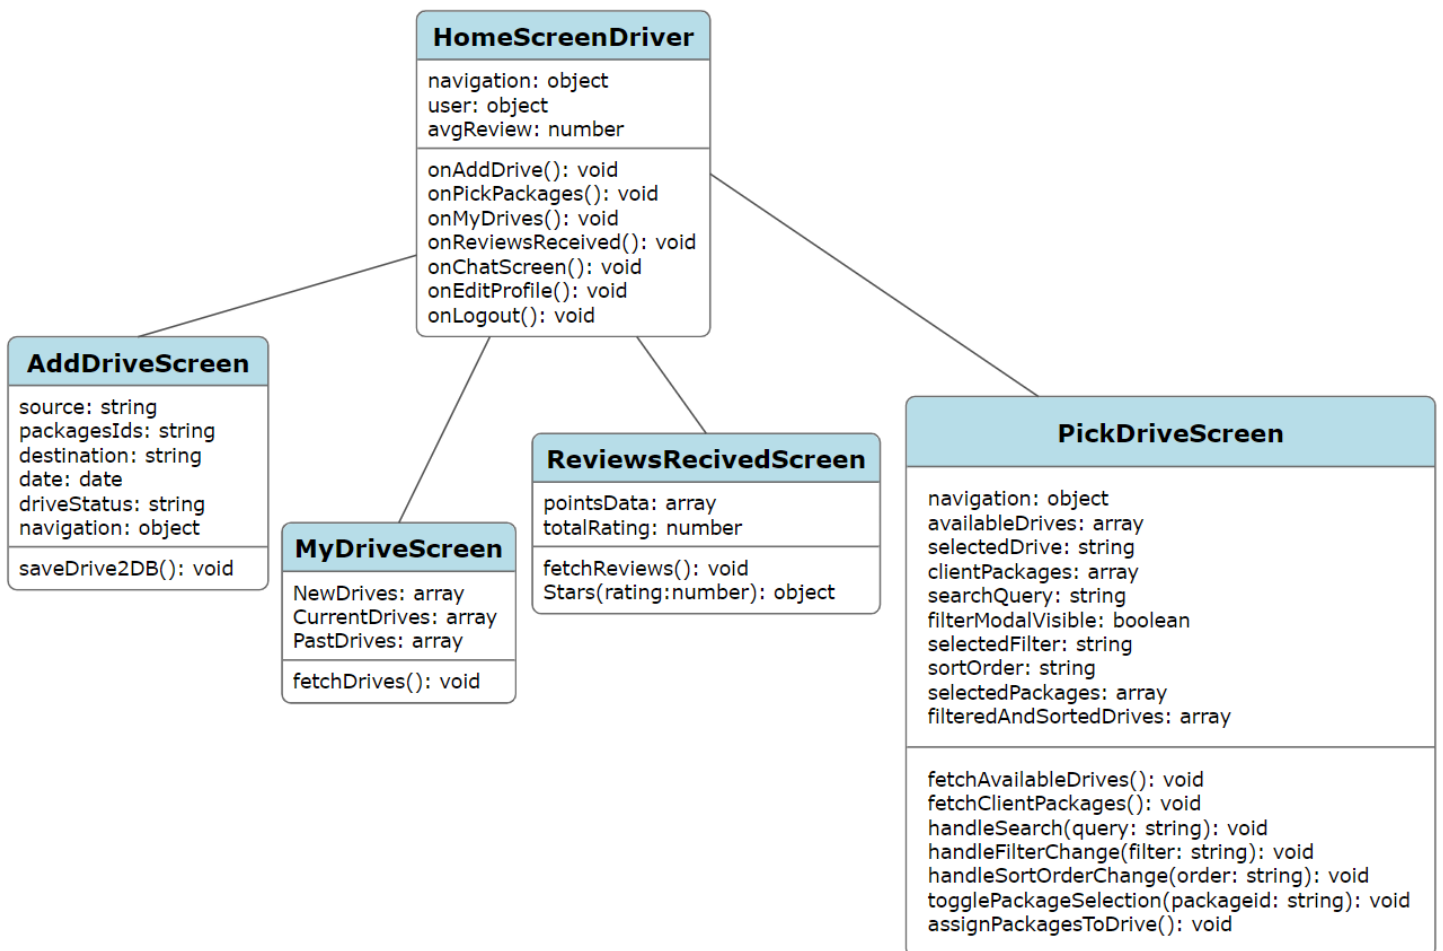 HomeScreenDriver
navigation: object
user: object
avgReview: number
onAddDrive(): void
onPickPackages(): void
onMyDrives(): void
onReviewsReceived(): void
onChatScreen(): void
onEditProfile(): void
onLogout(): void
AddDriveScreen
source: string
packagesIds: string
destination: string
date: date
driveStatus: string
navigation: object
saveDrive2DB(): void
MyDriveScreen
NewDrives: array
CurrentDrives: array
PastDrives: array
fetchDrives(): void
ReviewsRecivedScreen
pointsData: array
totalRating: number
fetchReviews(): void
Stars(rating:number): object
PickDriveScreen
navigation: object
availableDrives: array
selectedDrive: string
clientPackages: array
searchQuery: string
filterModalVisible: boolean
selectedFilter: string
sortOrder: string
selectedPackages: array
filteredAndSortedDrives: array
fetchAvailableDrives(): void
fetchClientPackages(): void
handleSearch(query: string): void
handleFilterChange(filter: string): void
handleSortOrderChange(order: string): void
togglePackageSelection(packageid: string): void
assignPackagesToDrive(): void